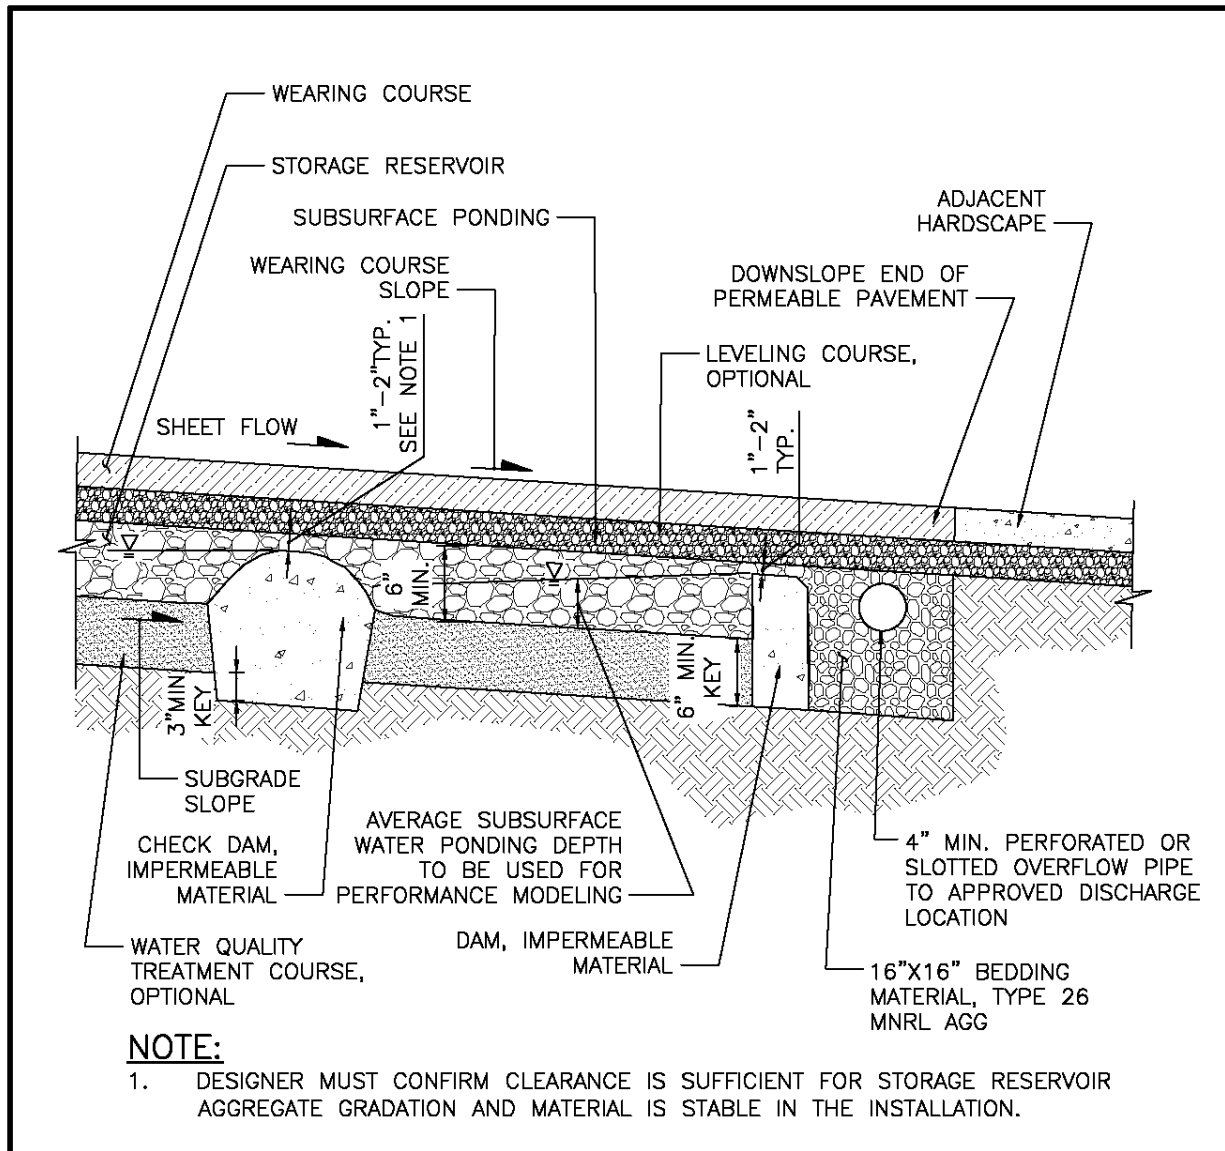 WEARING COURSE
STORAGE RESERVOIR
SUBSURFACE PONDING
WEARING COURSE
SLOPE
1"-2"TYP.
SEE NOTE 1
ADJACENT
HARDSCAPE
DOWNSLOPE END OF
PERMEABLE PAVEMENT
LEVELING COURSE,
OPTIONAL
1"-2"
TYP.
SHEET FLOW
6"
MIN.
3"MIN.
KEY
6" MIN.
KEY
SUBGRADE
SLOPE
CHECK DAM,
IMPERMEABLE
MATERIAL
WATER QUALITY
TREATMENT COURSE,
OPTIONAL
AVERAGE SUBSURFACE
WATER PONDING DEPTH
TO BE USED FOR
PERFORMANCE MODELING
DAM, IMPERMEABLE
MATERIAL
4" MIN. PERFORATED OR
SLOTTED OVERFLOW PIPE
TO APPROVED DISCHARGE
LOCATION
16"X16" BEDDING
MATERIAL, TYPE 26
MNRL AGG
NOTE:
1. DESIGNER MUST CONFIRM CLEARANCE IS SUFFICIENT FOR STORAGE RESERVOIR
AGGREGATE GRADATION AND MATERIAL IS STABLE IN THE INSTALLATION.